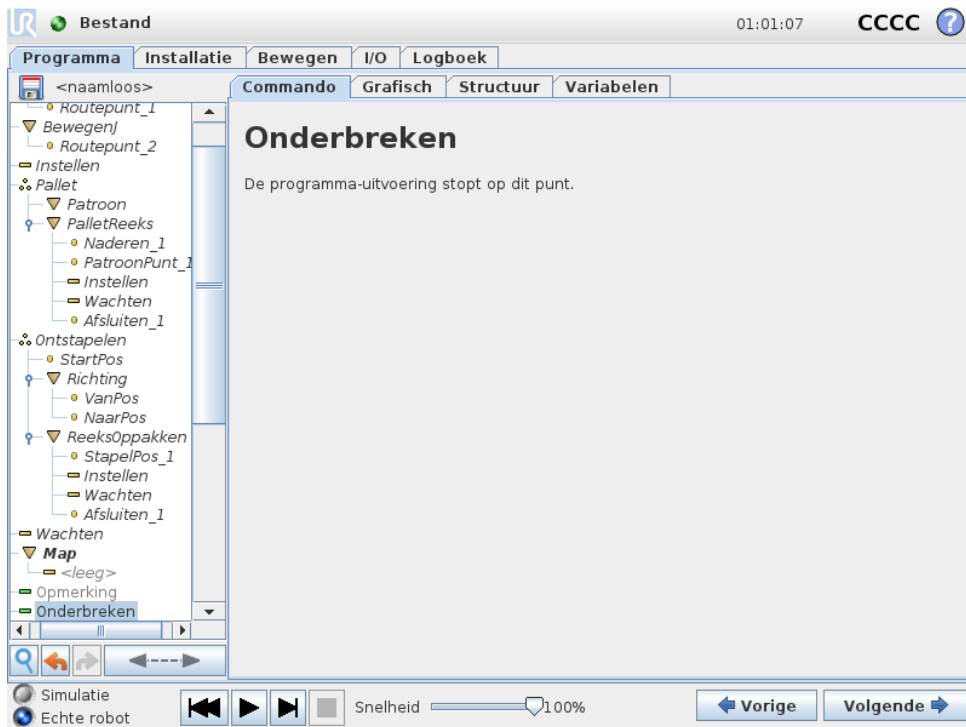 UR Bestand 01:01:07 CCCC ?
Programma Installatie Bewegen I/O Logboek
<naamloos>
Commando Grafisch Structuur Variabelen
Routepunt_1
BewegenJ
Routepunt_2
Instellen
Pallet
Patroon
PalletReeks
Naderen_1
PatroonPunt_1
Instellen
Wachten
Afsluiten_1
Ontstapelen
StartPos
Richting
VanPos
NaarPos
ReeksOppakken
StapelPos_1
Instellen
Wachten
Afsluiten_1
Wachten
Map
<leeg>
Opmerking
Onderbreken
Onderbreken
De programma-uitvoering stopt op dit punt.
Simulatie
Echte robot
Snelheid 100%
Vorige Volgende